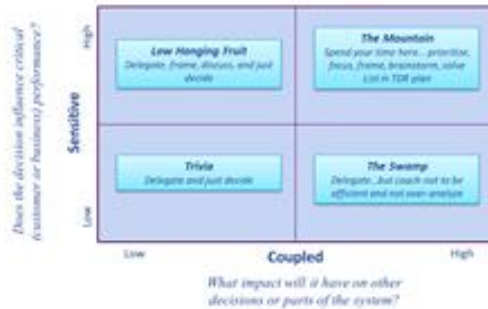 Does the decision influence critical
(customer or business) performance?
Sensitive
High
Low
Low Hanging Fruit
Delegate, frame, discuss, and just
decide
The Mountain
Spend your time here... prioritise,
focus, frame, brainstorm, solve
List in TDR plan
Trivia
Delegate and just decide
The Swamp
Delegate...but coach not to be
efficient and not over-analyze
Low
Coupled
High
What impact will it have on other
decisions or parts of the system?